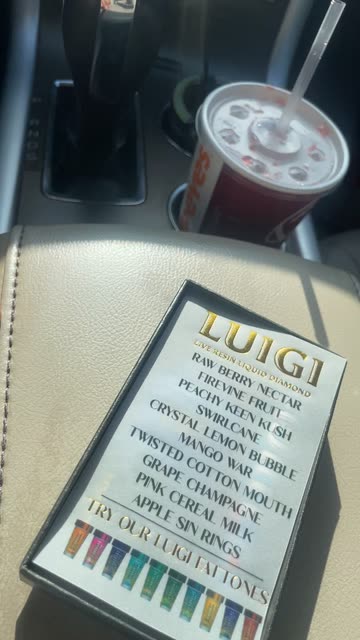 LUIGI
LIVE RESIN LIQUID DIAMOND
RAW BERRY NECTAR
FIREVINE FRUIT
PEACHY KEEN KUSH
SWIRLCANE
CRYSTAL LEMON BUBBLE
MANGO WAR
TWISTED COTTON MOUTH
GRAPE CHAMPAGNE
PINK CEREAL MILK
APPLE SIN RINGS
TRY OUR LUIGI FATTONES